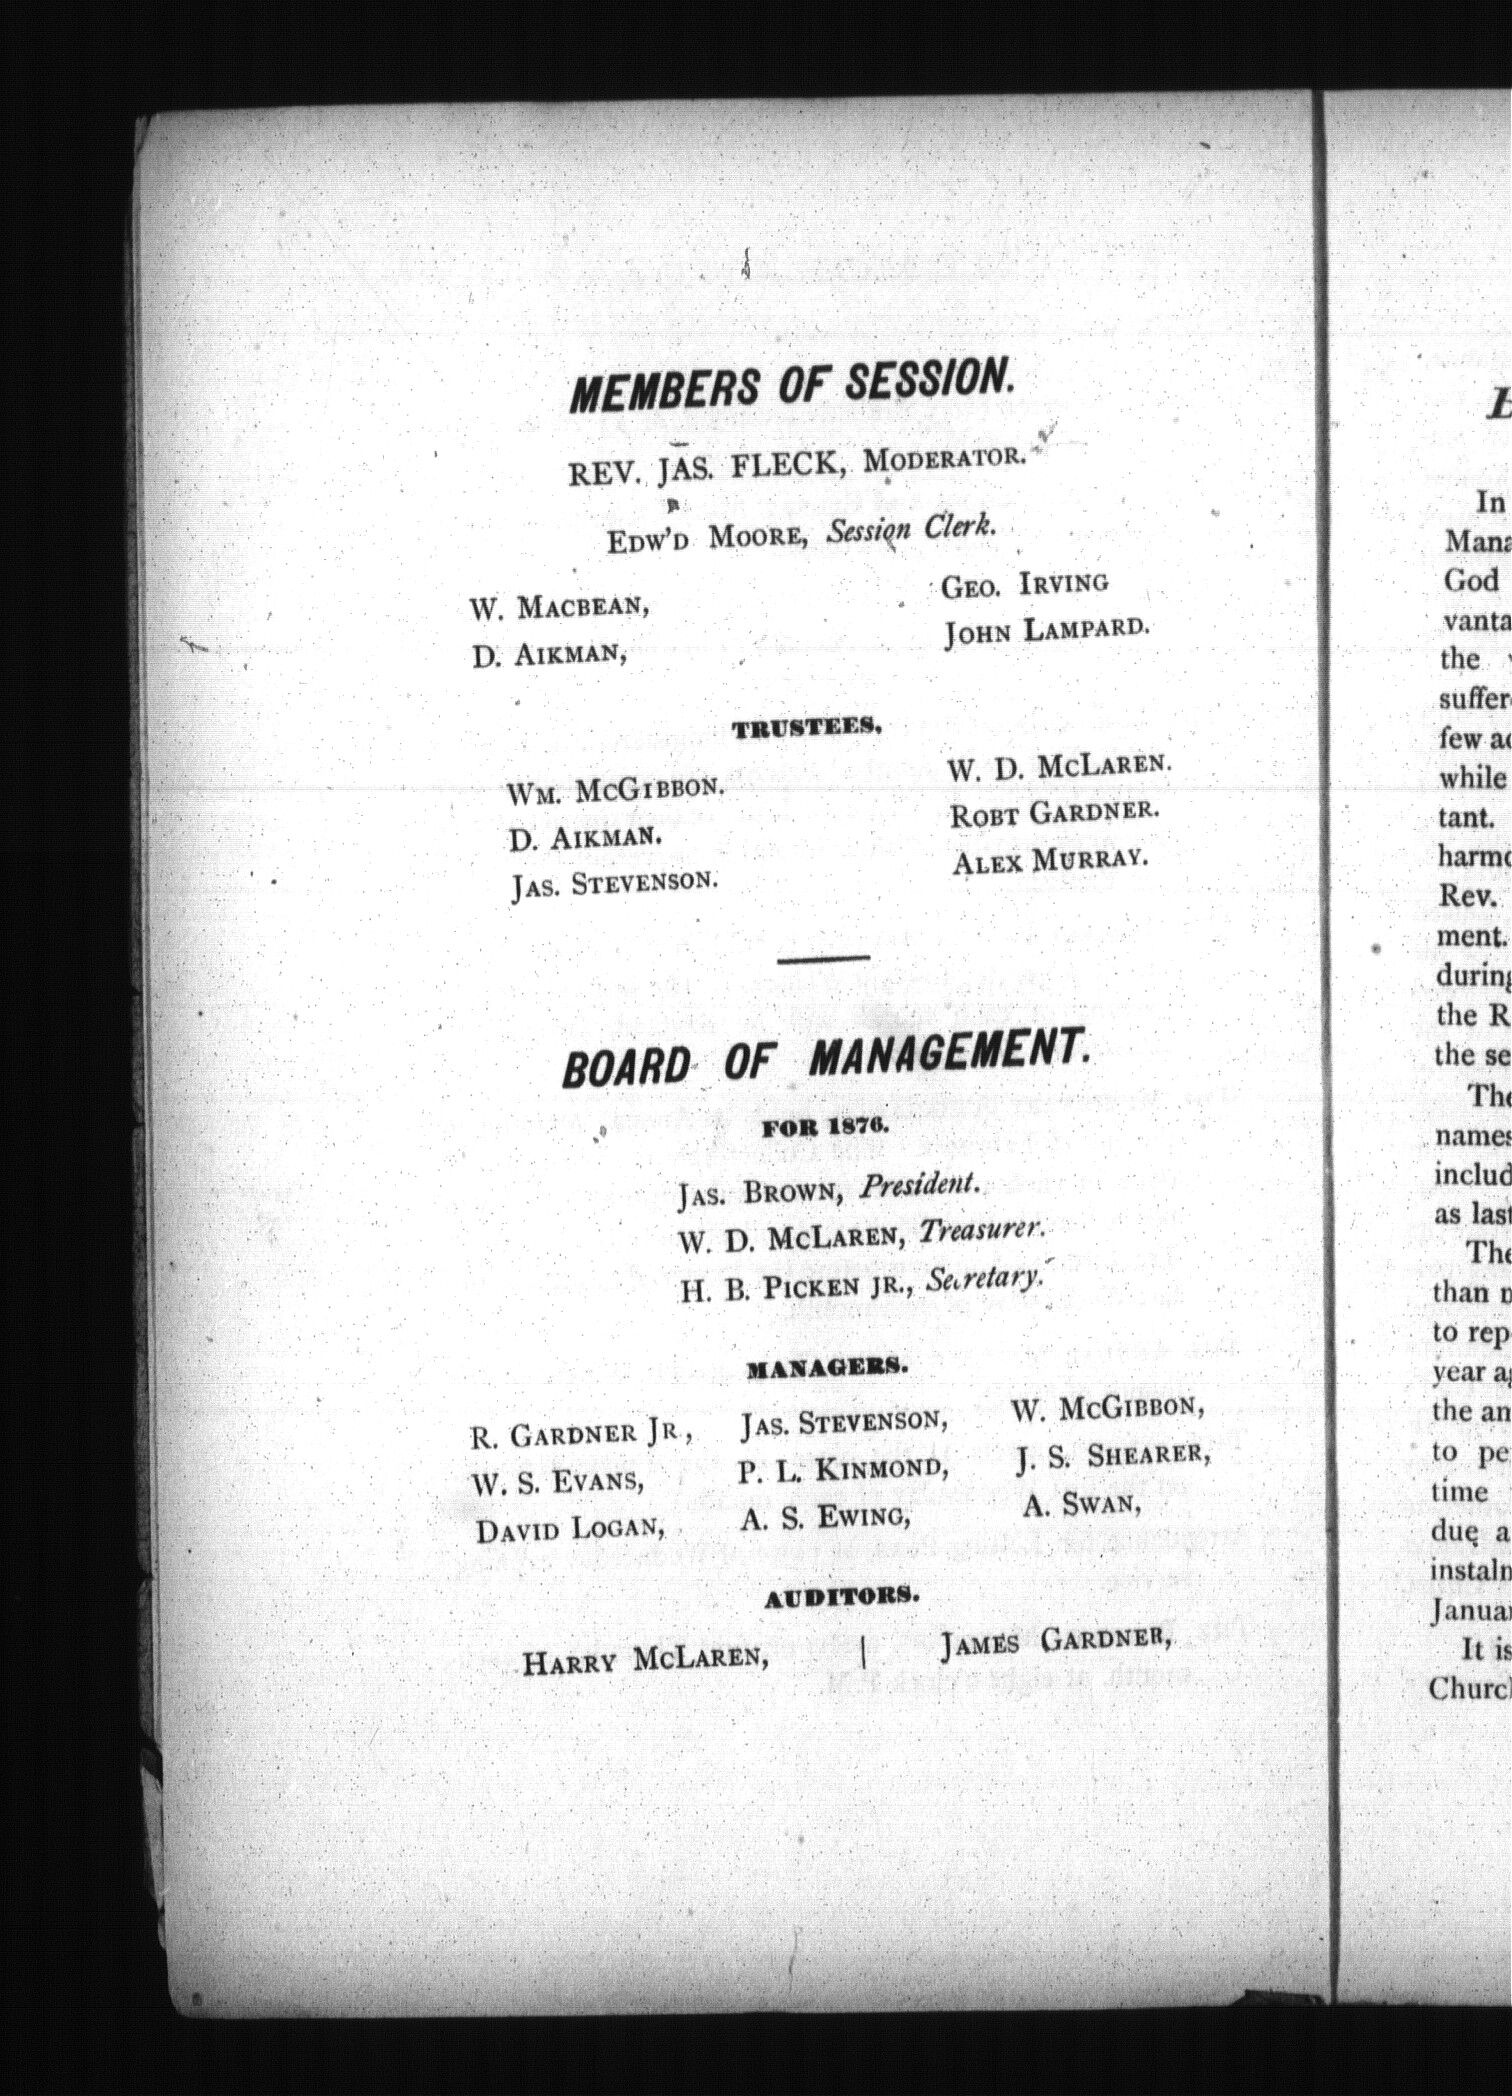 MEMBERS OF SESSION.
REV. JAS. FLECK, MODERATOR.
EDW'D MOORE, Session Clerk.
W. MACBEAN, GEO. IRVING
D. AIKMAN, JOHN LAMPARD.
TRUSTEES.
WM. MCGIBBON. W. D. MCLAREN.
D. AIKMAN. ROBT GARDNER.
JAS. STEVENSON. ALEX MURRAY.
BOARD OF MANAGEMENT.
FOR 1876.
JAS. BROWN, President.
W. D. MCLAREN, Treasurer.
H. B. PICKEN JR., Secretary.
MANAGERS.
R. GARDNER JR, JAS. STEVENSON, W. MCGIBBON,
W. S. EVANS, P. L. KINMOND, J. S. SHEARER,
DAVID LOGAN, A. S. EWING, A. SWAN,
AUDITORS.
HARRY MCLAREN, | JAMES GARDNER,
In
Mana
God
vanta
the
suffer
few
while
tant.
harmo
Rev.
ment.
during
the R
the se
The
names
includ
as last
The
than
to rep
year
the am
to pe
time
due a
instaln
Januar
It is
Church